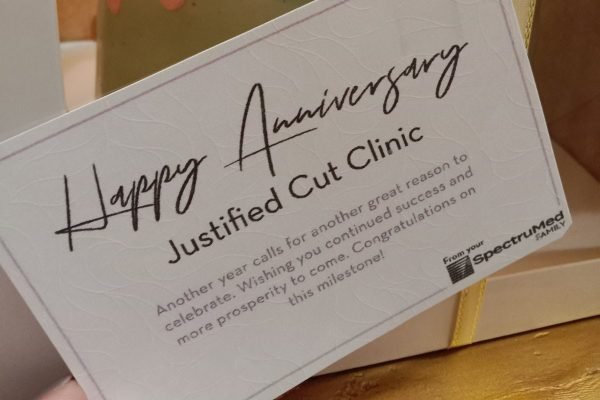 Happy Anniversary
Justified Cut Clinic
Another year calls for another great reason to
celebrate. Wishing you continued success and
more prosperity to come. Congratulations on
this milestone!
From your
SpectruMed
FAMILY